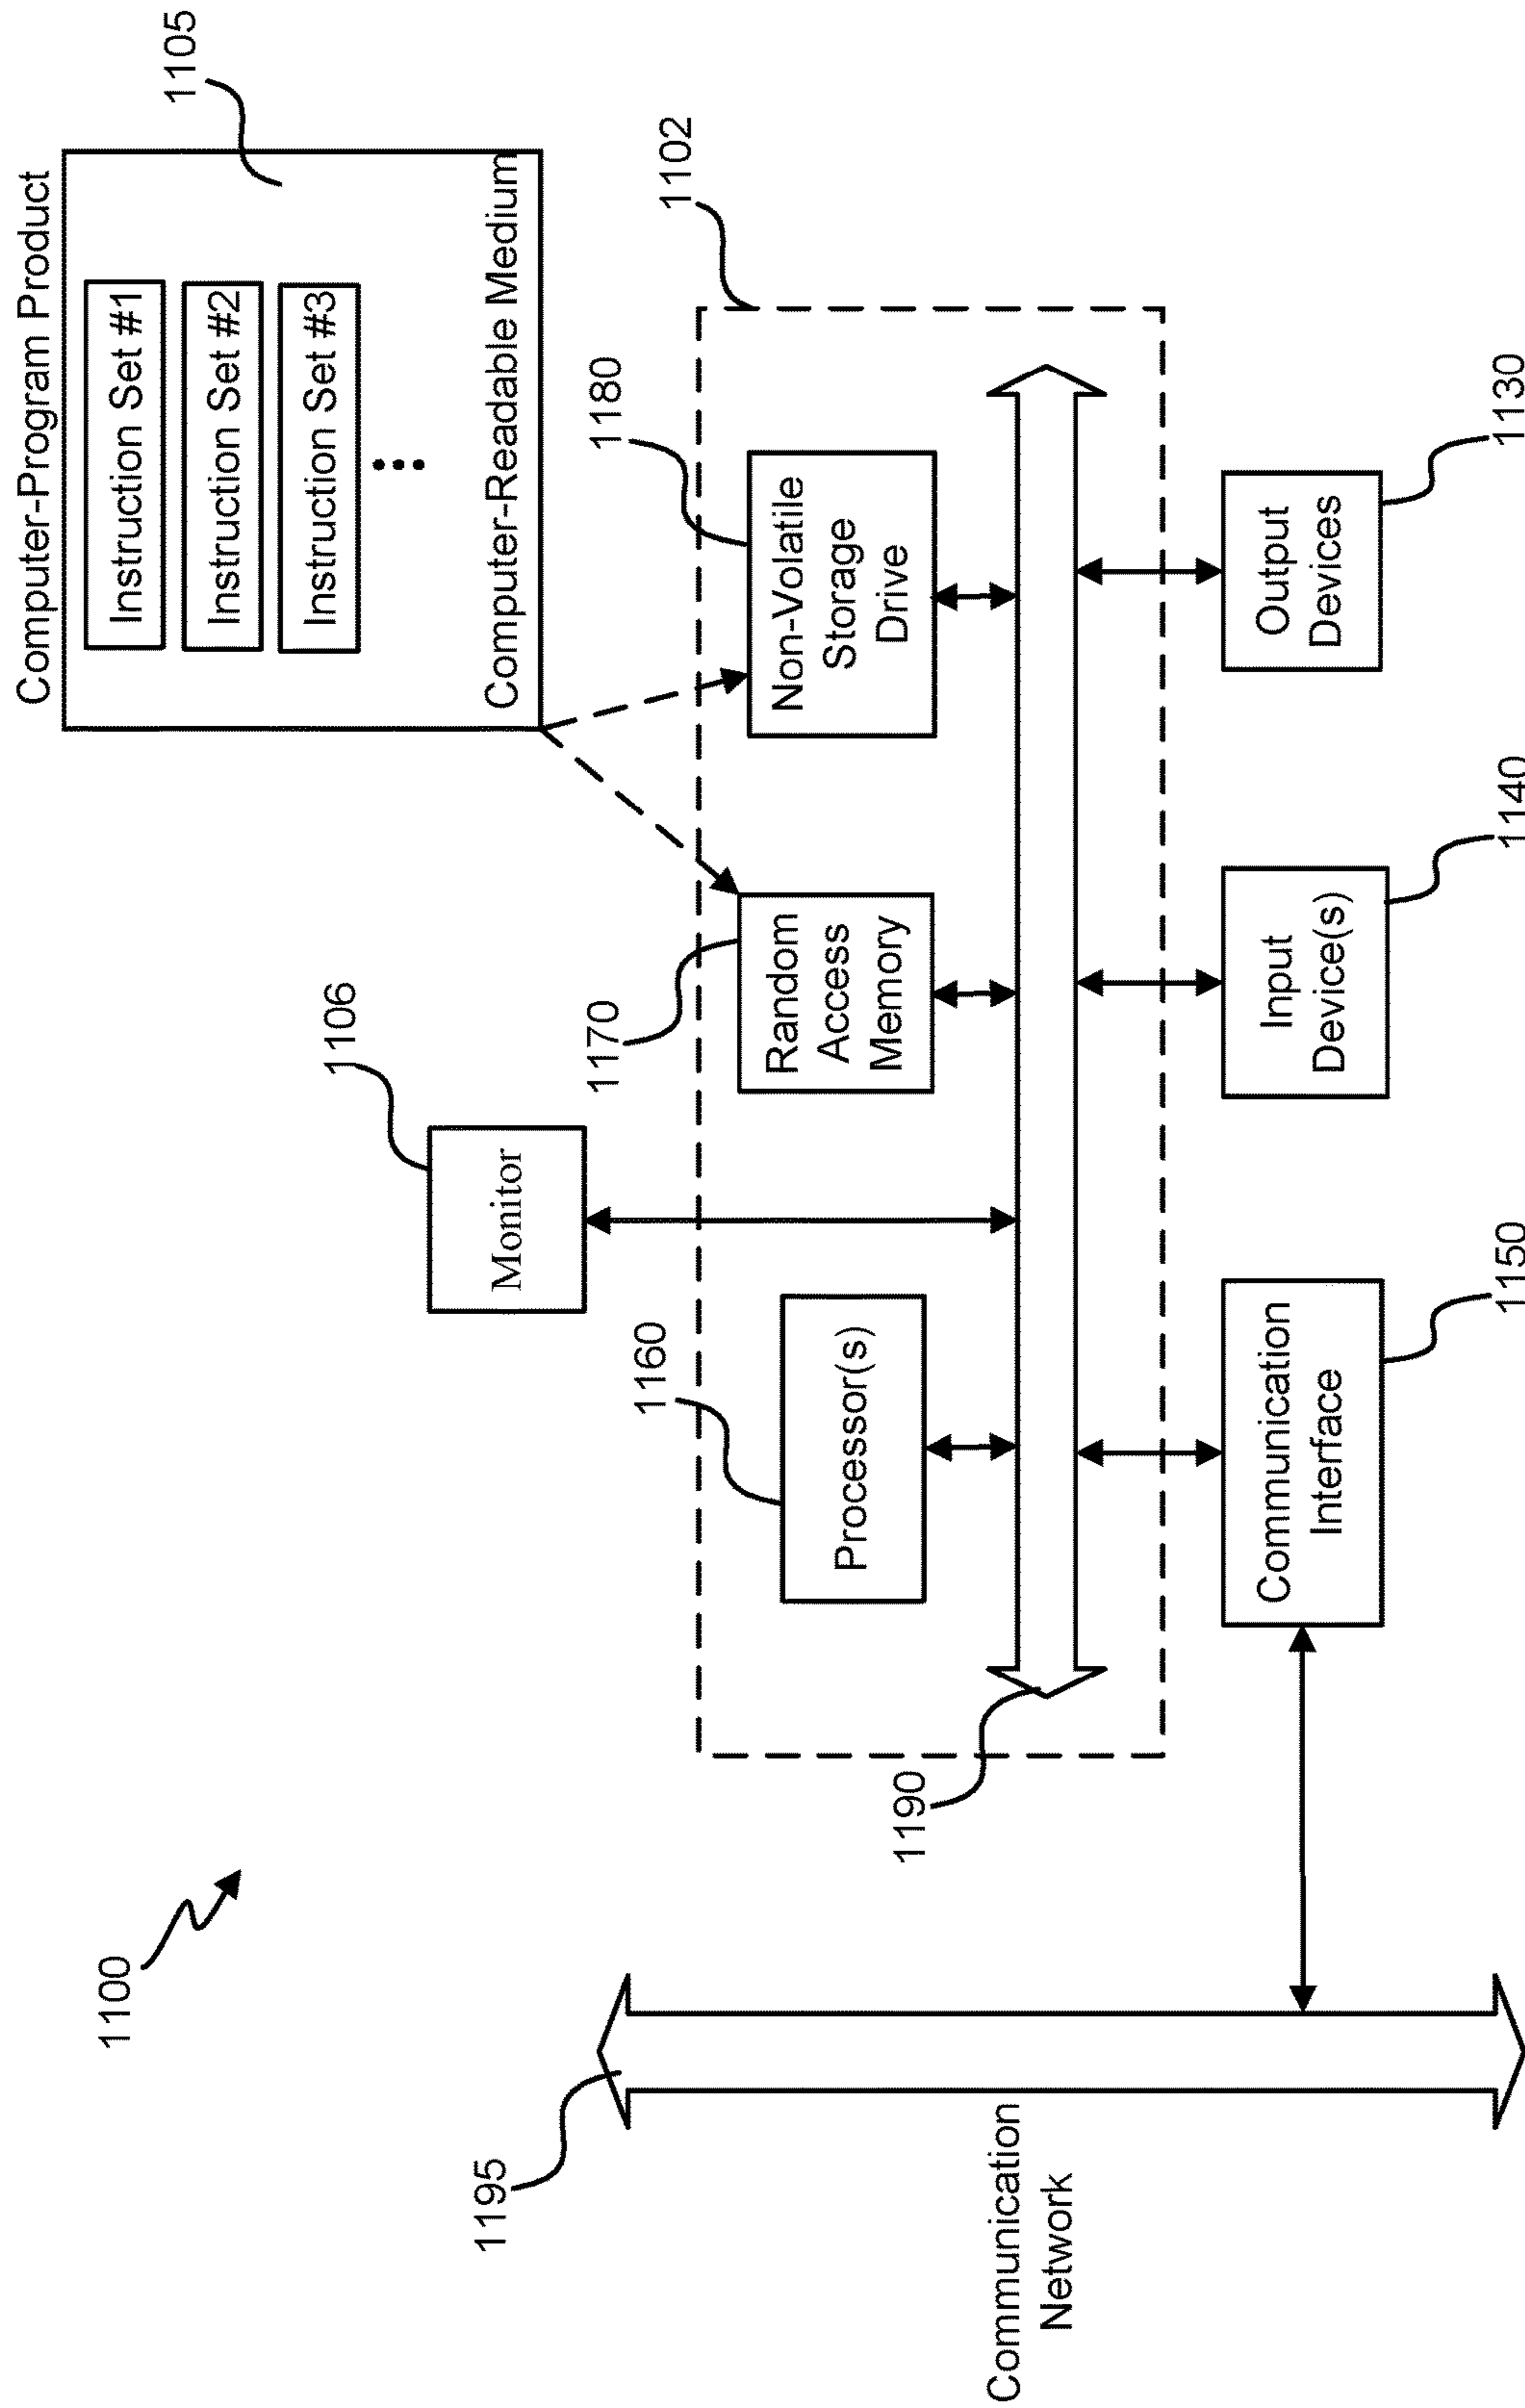 1100
Computer-Program Product
Instruction Set #1
Instruction Set #2
Instruction Set #3
Computer-Readable Medium
1105
1106
Monitor
1102
1195
Communication
Network
1160
Processor(s)
1170
Random
Access
Memory
1180
Non-Volatile
Storage
Drive
1190
Communication
Interface
1150
Input
Device(s)
1140
Output
Devices
1130